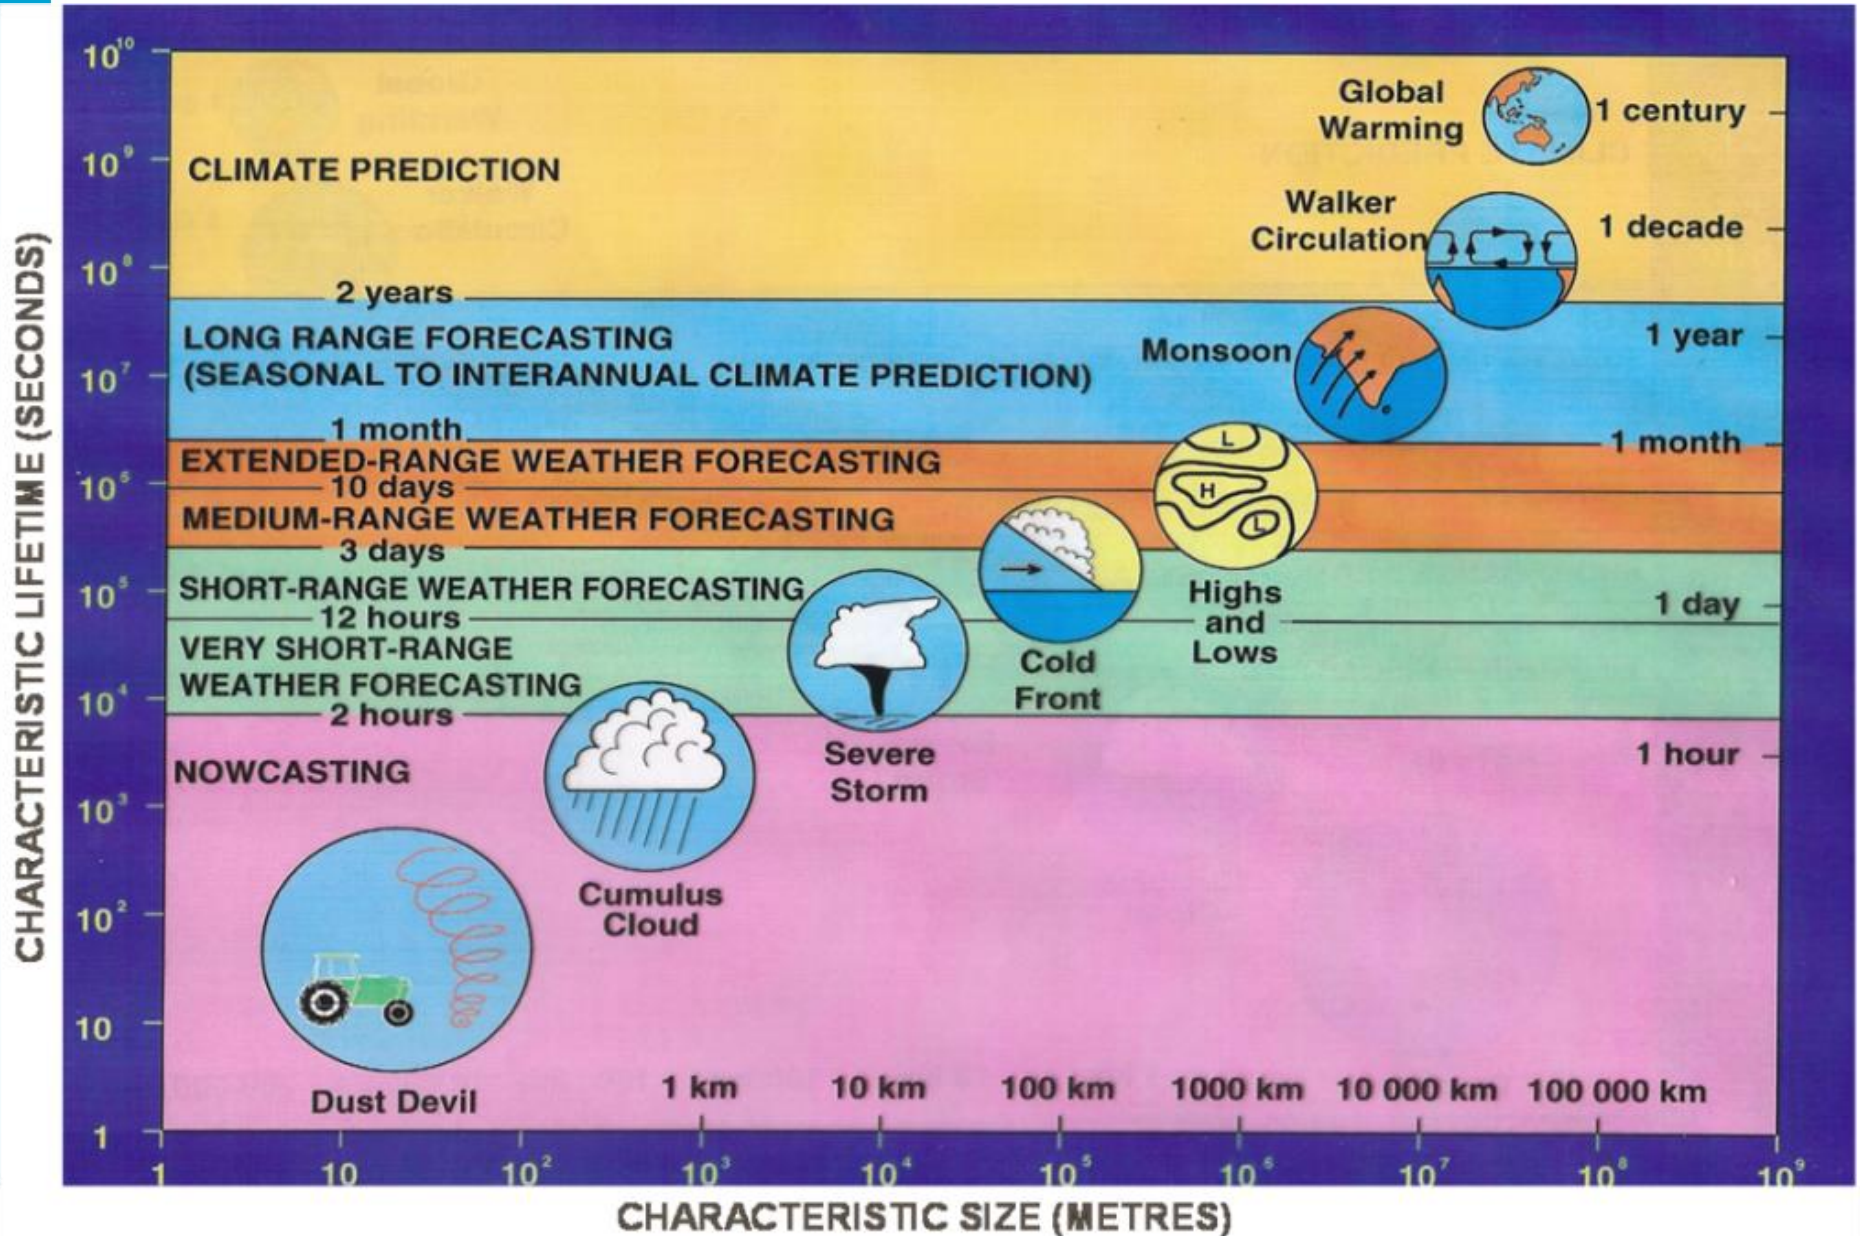 10¹⁰
10⁹
10⁸
10⁷
10⁶
10⁵
10⁴
10³
10²
10
1
CHARACTERISTIC LIFETIME (SECONDS)
Global
Warming
1 century
CLIMATE PREDICTION
Walker
Circulation
1 decade
2 years
LONG RANGE FORECASTING
(SEASONAL TO INTERANNUAL CLIMATE PREDICTION)
Monsoon
1 year
1 month
1 month
EXTENDED-RANGE WEATHER FORECASTING
10 days
MEDIUM-RANGE WEATHER FORECASTING
3 days
L
H
L
SHORT-RANGE WEATHER FORECASTING
12 hours
Highs
and
Lows
1 day
VERY SHORT-RANGE
WEATHER FORECASTING
2 hours
Cold
Front
NOWCASTING
Severe
Storm
1 hour
Cumulus
Cloud
Dust Devil
1 km
10 km
100 km
1000 km
10 000 km
100 000 km
1
10
10²
10³
10⁴
10⁵
10⁶
10⁷
10⁸
10⁹
CHARACTERISTIC SIZE (METRES)